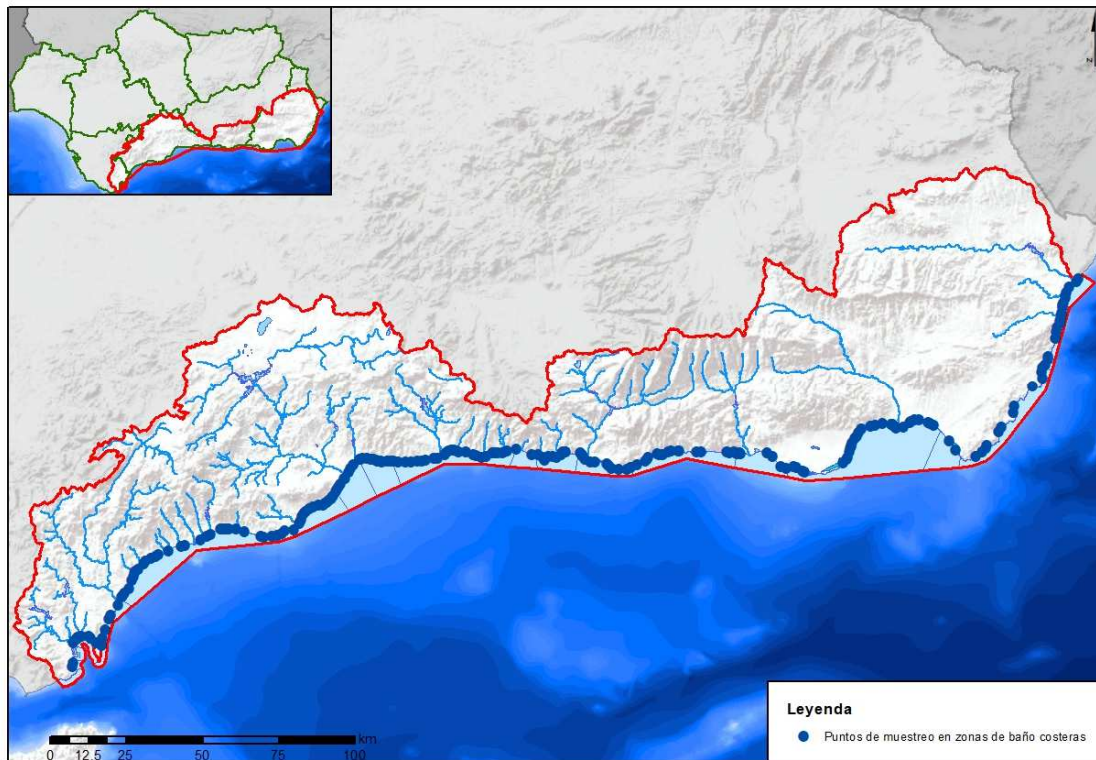 N
km
0 12,5 25 50 75 100
Leyenda
Puntos de muestreo en zonas de baño costeras